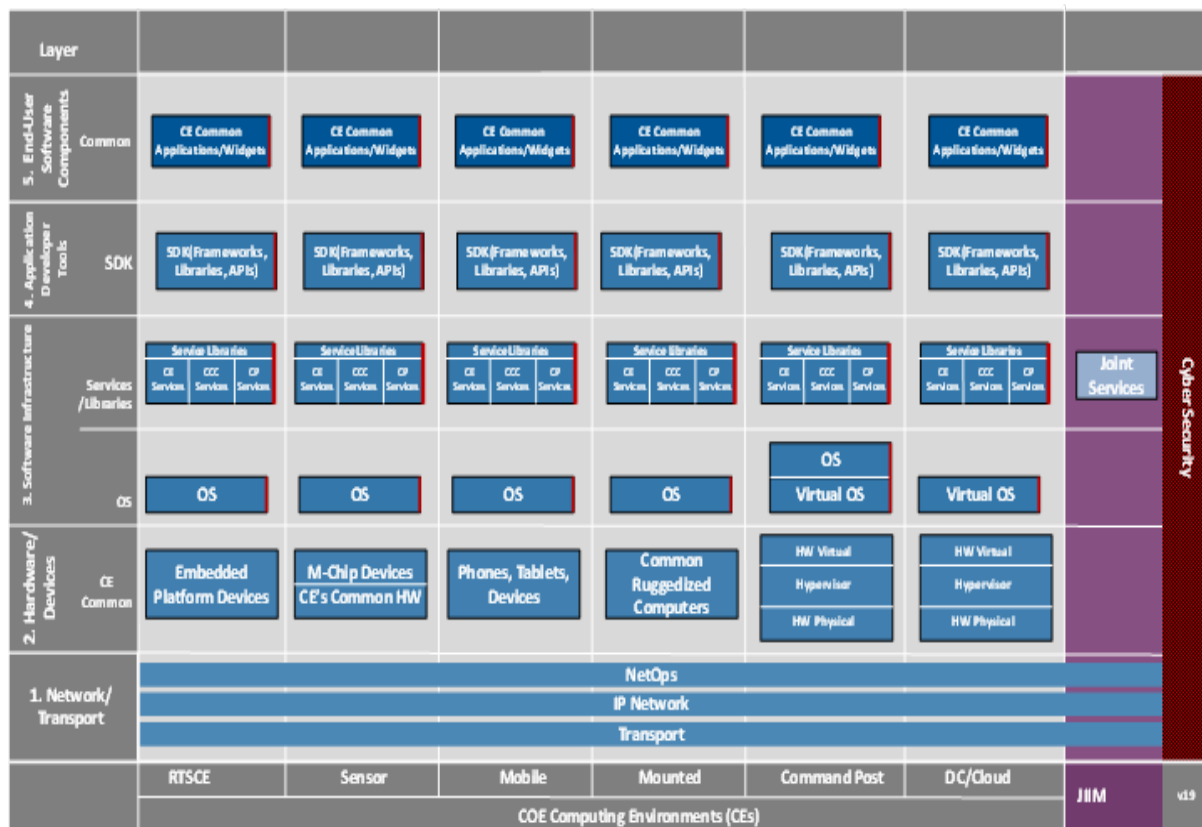 Layer
5. End-User
Software
Components
Common
CE Common
Applications/Widgets
CE Common
Applications/Widgets
CE Common
Applications/Widgets
CE Common
Applications/Widgets
CE Common
Applications/Widgets
CE Common
Applications/Widgets
4. Application
Developer
Tools
SDK
SDK(Frameworks,
Libraries, APIs)
SDK(Frameworks,
Libraries, APIs)
SDK(Frameworks,
Libraries, APIs)
SDK(Frameworks,
Libraries, APIs)
SDK(Frameworks,
Libraries, APIs)
SDK(Frameworks,
Libraries, APIs)
3. Software Infrastructure
Services
/Libraries
Service Libraries
CE Services
CCC Services
CP Services
Service Libraries
CE Services
CCC Services
CP Services
Service Libraries
CE Services
CCC Services
CP Services
Service Libraries
CE Services
CCC Services
CP Services
Service Libraries
CE Services
CCC Services
CP Services
Service Libraries
CE Services
CCC Services
CP Services
Joint
Services
OS
OS
OS
OS
OS
OS
Virtual OS
Virtual OS
2. Hardware/
Devices
CE
Common
Embedded
Platform Devices
M-Chip Devices
CE's Common HW
Phones, Tablets,
Devices
Common
Ruggedized
Computers
HW Virtual
Hypervisor
HW Physical
HW Virtual
Hypervisor
HW Physical
1. Network/
Transport
NetOps
IP Network
Transport
RTSCE
Sensor
Mobile
Mounted
Command Post
DC/Cloud
COE Computing Environments (CEs)
JIIM
Cyber Security
v1.9